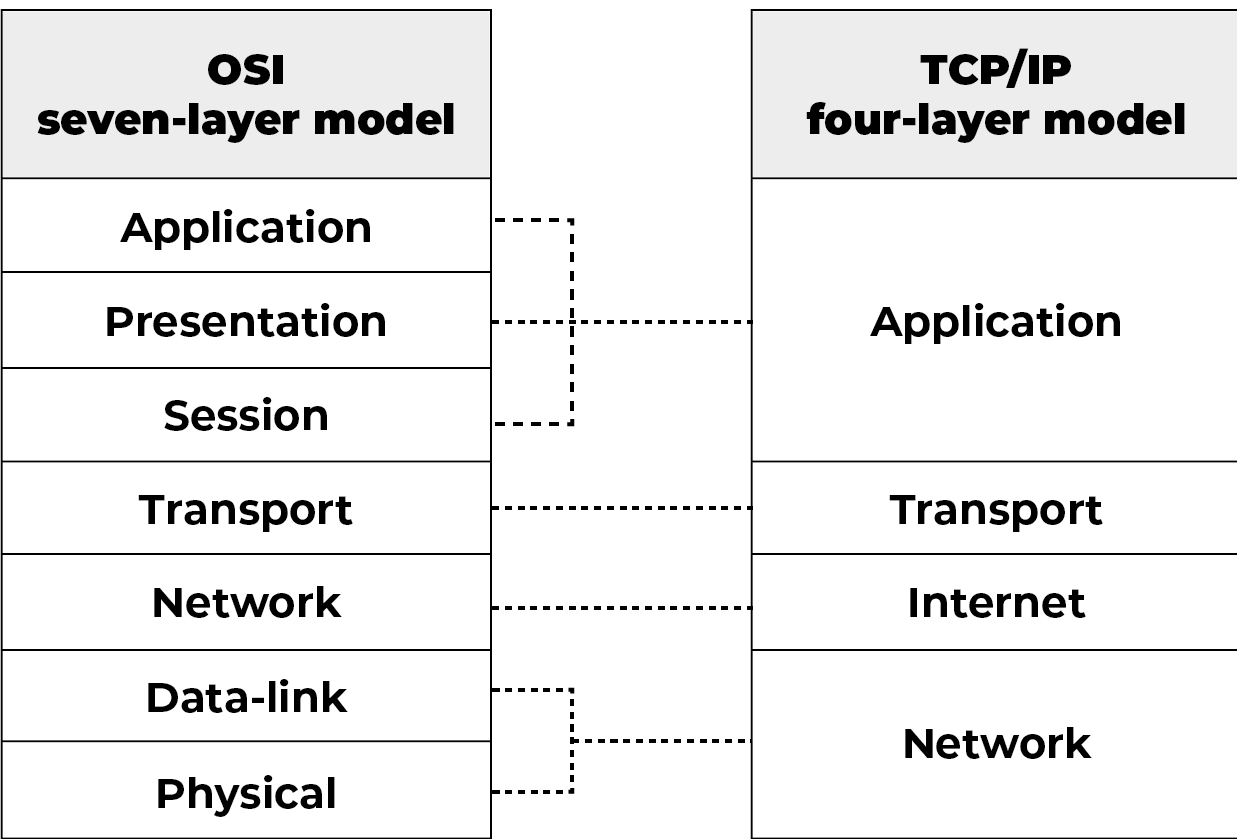 OSI
seven-layer model
Application
Presentation
Session
Transport
Network
Data-link
Physical
TCP/IP
four-layer model
Application
Transport
Internet
Network